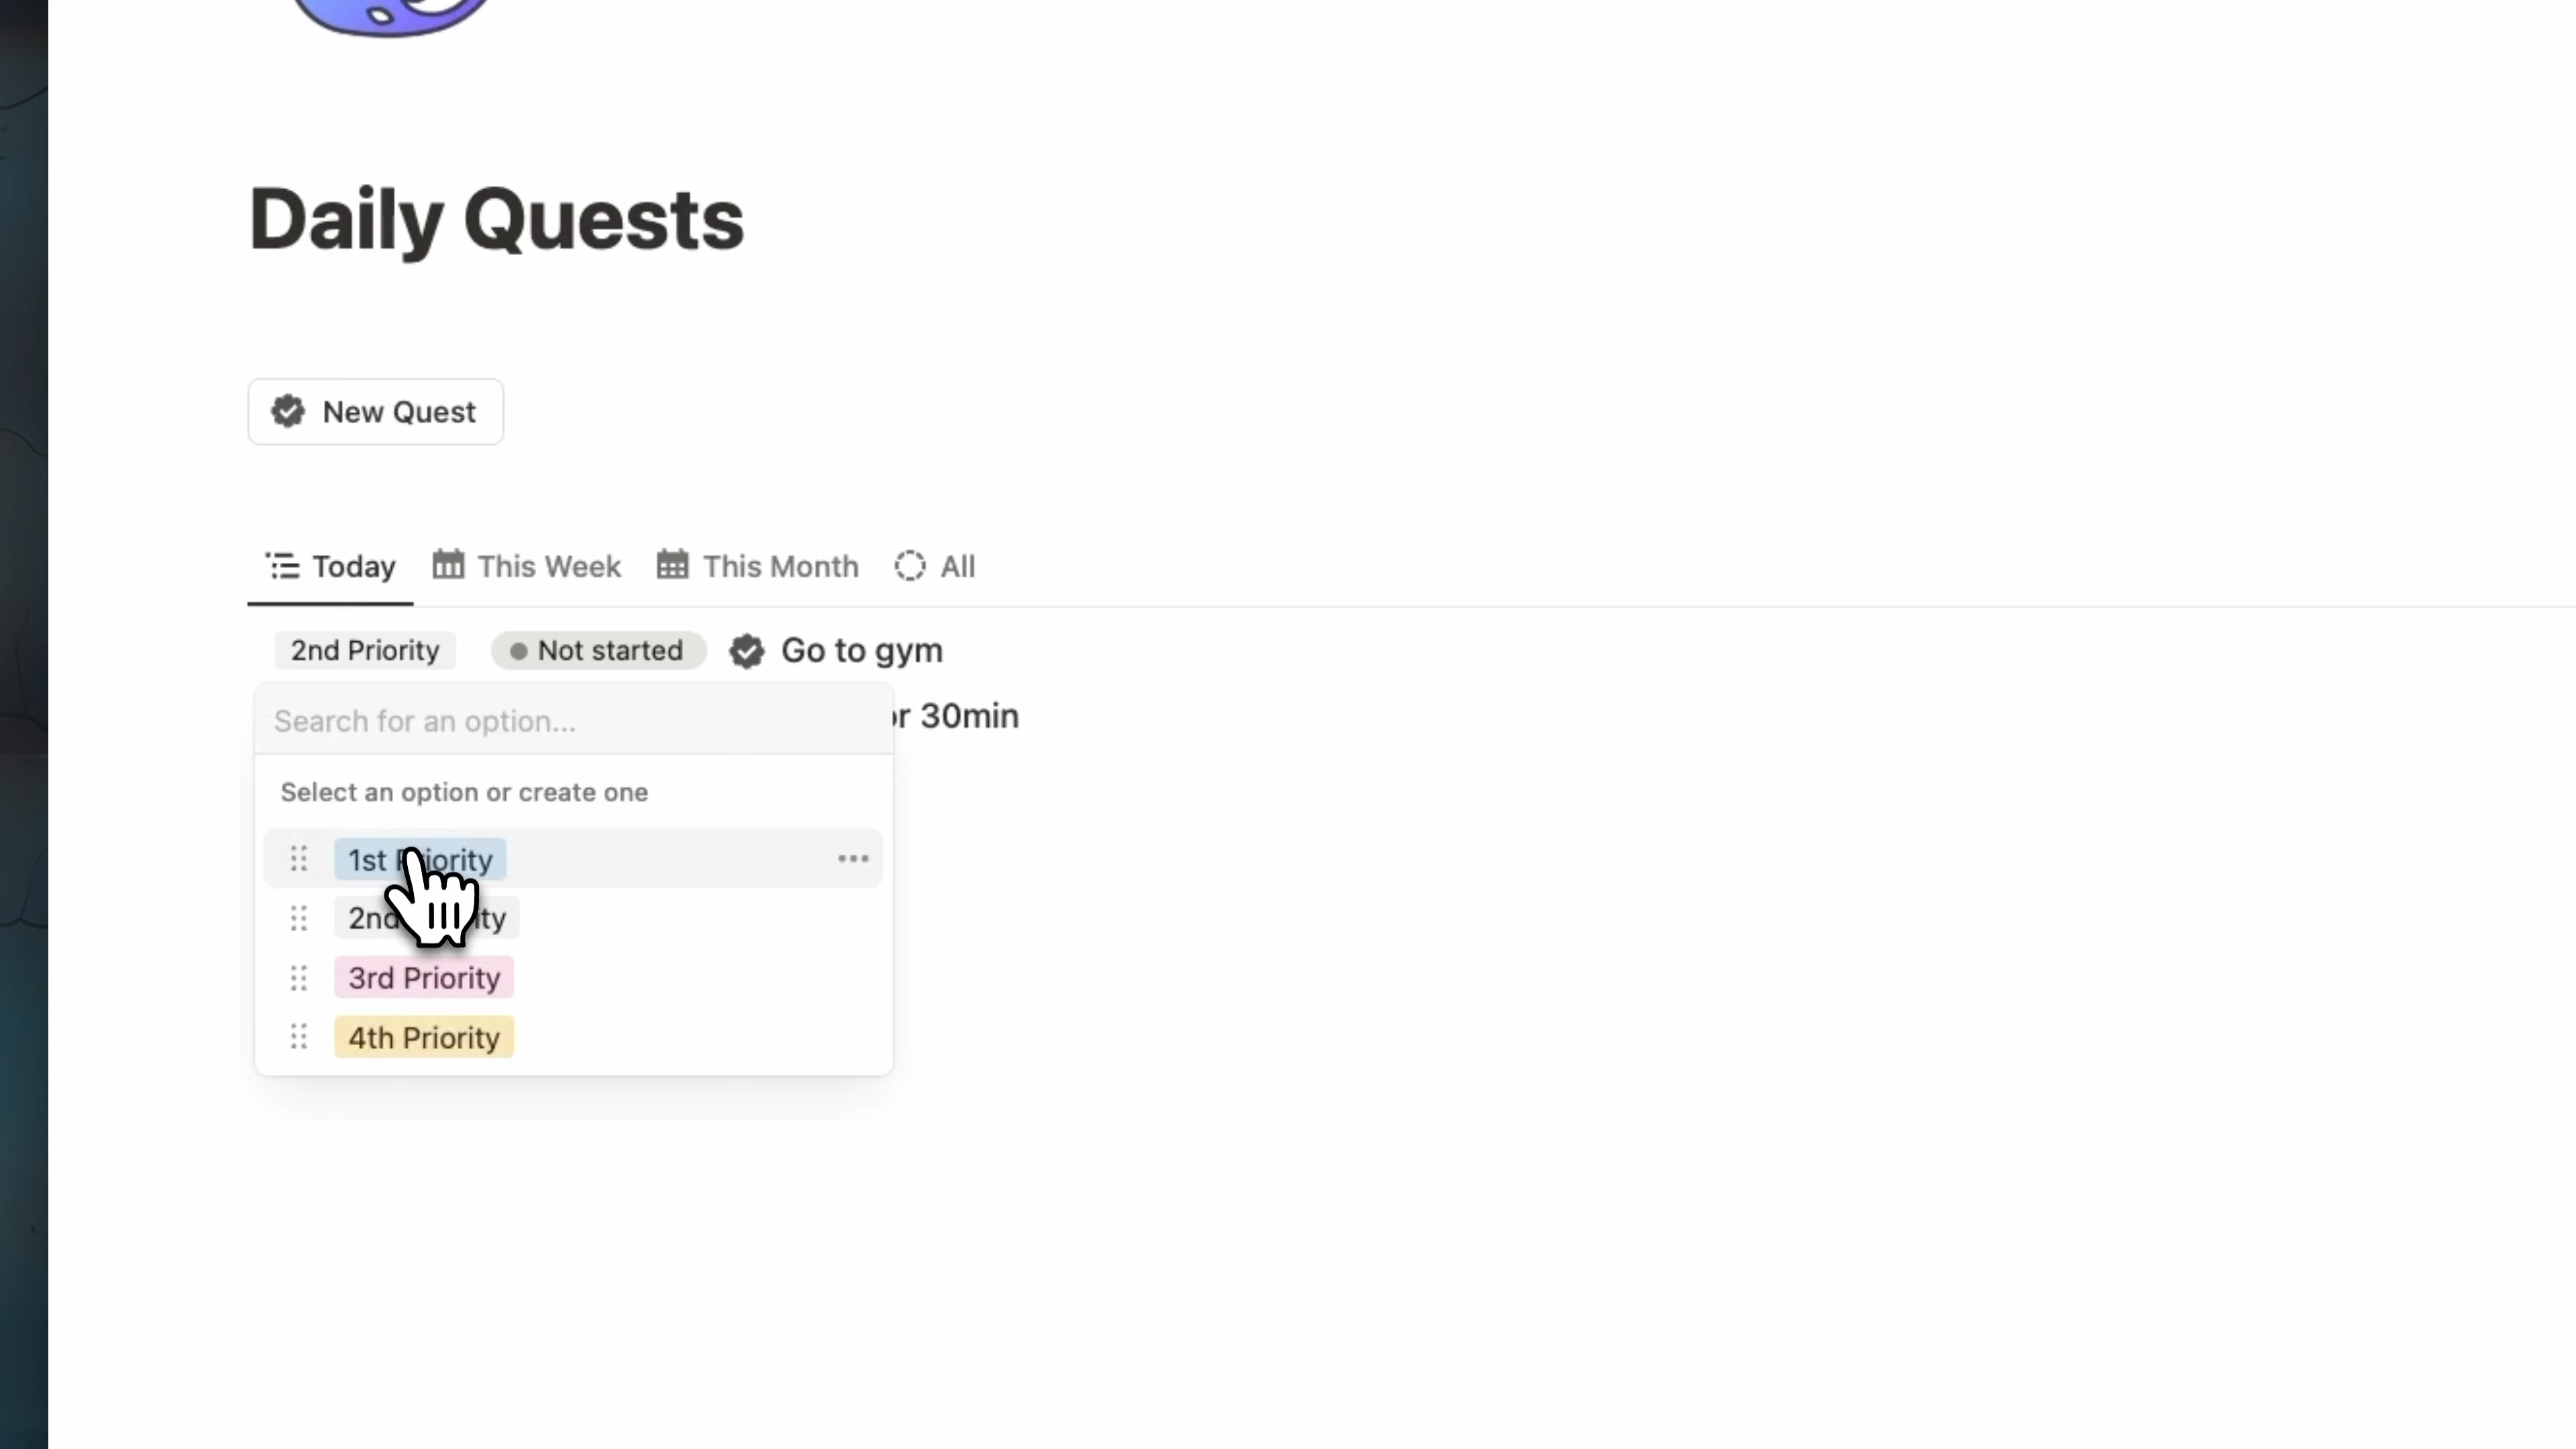 Daily Quests
New Quest
Today This Week This Month All
2nd Priority Not started Go to gym
Search for an option...
30min
Select an option or create one
1st Priority
2nd
3rd Priority
4th Priority